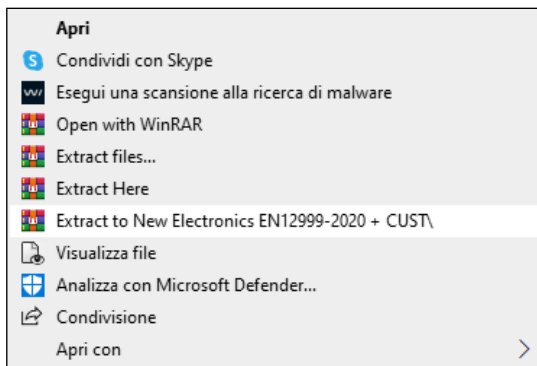 Apri
Condividi con Skype
Esegui una scansione alla ricerca di malware
Open with WinRAR
Extract files...
Extract Here
Extract to New Electronics EN12999-2020 + CUST\
Visualizza file
Analizza con Microsoft Defender...
Condivisione
Apri con